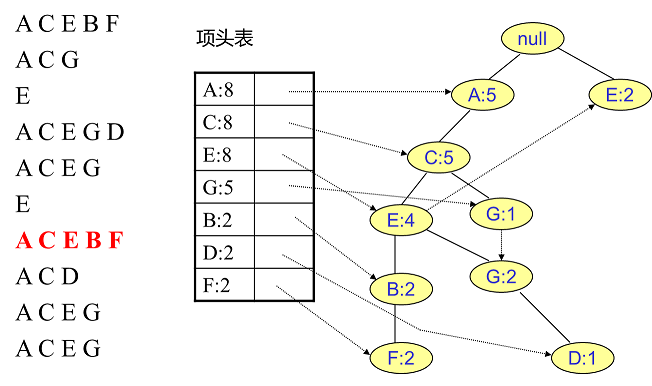 A C E B F
A C G
E
A C E G D
A C E G
E
A C E B F
A C D
A C E G
A C E G
项头表
A:8
C:8
E:8
G:5
B:2
D:2
F:2
null
A:5
E:2
C:5
E:4
G:1
B:2
G:2
F:2
D:1